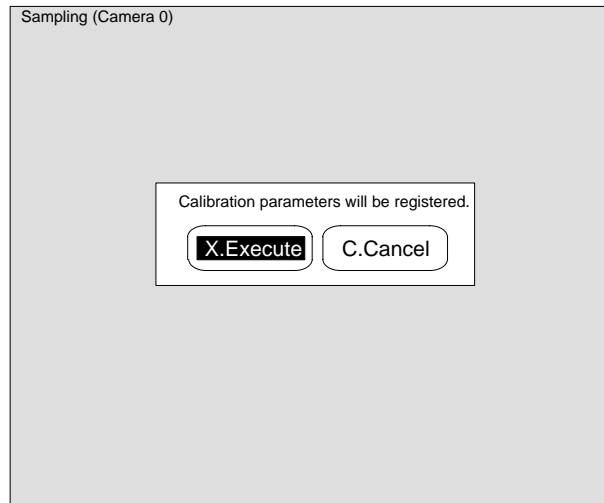 Sampling (Camera 0)
Calibration parameters will be registered.
X.Execute C.Cancel